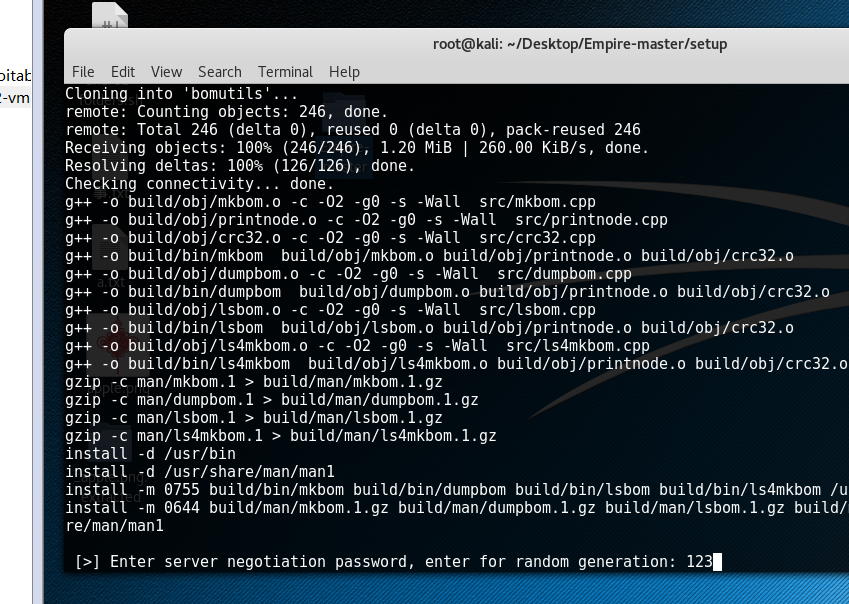 oitab
2-vm
root@kali: ~/Desktop/Empire-master/setup
File Edit View Search Terminal Help
Cloning into 'bomutils'...
remote: Counting objects: 246, done.
remote: Total 246 (delta 0), reused 0 (delta 0), pack-reused 246
Receiving objects: 100% (246/246), 1.20 MiB | 260.00 KiB/s, done.
Resolving deltas: 100% (126/126), done.
Checking connectivity... done.
g++ -o build/obj/mkbom.o -c -O2 -g0 -s -Wall  src/mkbom.cpp
g++ -o build/obj/printnode.o -c -O2 -g0 -s -Wall  src/printnode.cpp
g++ -o build/obj/crc32.o -c -O2 -g0 -s -Wall  src/crc32.cpp
g++ -o build/bin/mkbom  build/obj/mkbom.o build/obj/printnode.o build/obj/crc32.o
g++ -o build/obj/dumpbom.o -c -O2 -g0 -s -Wall  src/dumpbom.cpp
g++ -o build/bin/dumpbom  build/obj/dumpbom.o build/obj/printnode.o build/obj/crc32.o
g++ -o build/obj/lsbom.o -c -O2 -g0 -s -Wall  src/lsbom.cpp
g++ -o build/bin/lsbom  build/obj/lsbom.o build/obj/printnode.o build/obj/crc32.o
g++ -o build/obj/ls4mkbom.o -c -O2 -g0 -s -Wall  src/ls4mkbom.cpp
g++ -o build/bin/ls4mkbom  build/obj/ls4mkbom.o build/obj/printnode.o build/obj/crc32.o
gzip -c man/mkbom.1 > build/man/mkbom.1.gz
gzip -c man/dumpbom.1 > build/man/dumpbom.1.gz
gzip -c man/lsbom.1 > build/man/lsbom.1.gz
gzip -c man/ls4mkbom.1 > build/man/ls4mkbom.1.gz
install -d /usr/bin
install -d /usr/share/man/man1
install -m 0755 build/bin/mkbom build/bin/dumpbom build/bin/lsbom build/bin/ls4mkbom /u
install -m 0644 build/man/mkbom.1.gz build/man/dumpbom.1.gz build/man/lsbom.1.gz build/
re/man/man1
[>] Enter server negotiation password, enter for random generation: 123